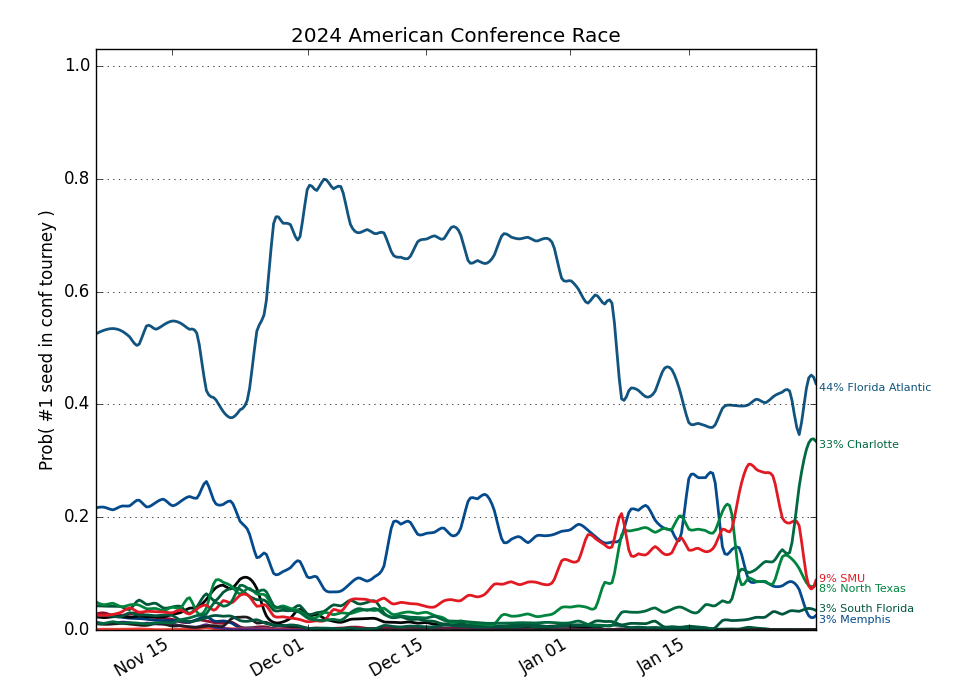 2024 American Conference Race
Prob( #1 seed in conf tourney )
1.0
0.8
0.6
0.4
0.2
0.0
44% Florida Atlantic
33% Charlotte
9% SMU
8% North Texas
3% South Florida
3% Memphis
Nov 15
Dec 01
Dec 15
Jan 01
Jan 15